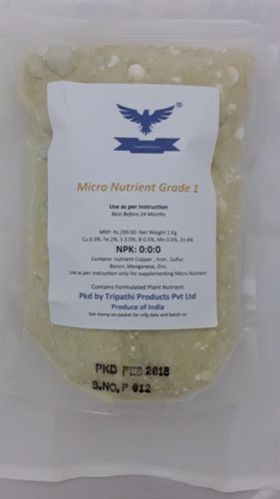 ®
Tripathi Products
Micro Nutrient Grade 1
Use as per Instruction
Best Before 24 Months
MRP: Rs.299.00 Net Weight 1 Kg
Cu 0.3%, Fe 2%, S 3.5%, B 0.5%, Mn 0.5%, Zn 4%
NPK: 0:0:0
Contains nutrient Copper , Iron , Sulfur,
Boron, Manganese, Zinc
Use as per instruction only for supplementing Micro Nutrient
Contains Formulated Plant Nutrient
Pkd by Tripathi Products Pvt Ltd
Produce of India
See stamp on packet for mfg date and batch no
PKD FEB 2018
B.NO. P 012